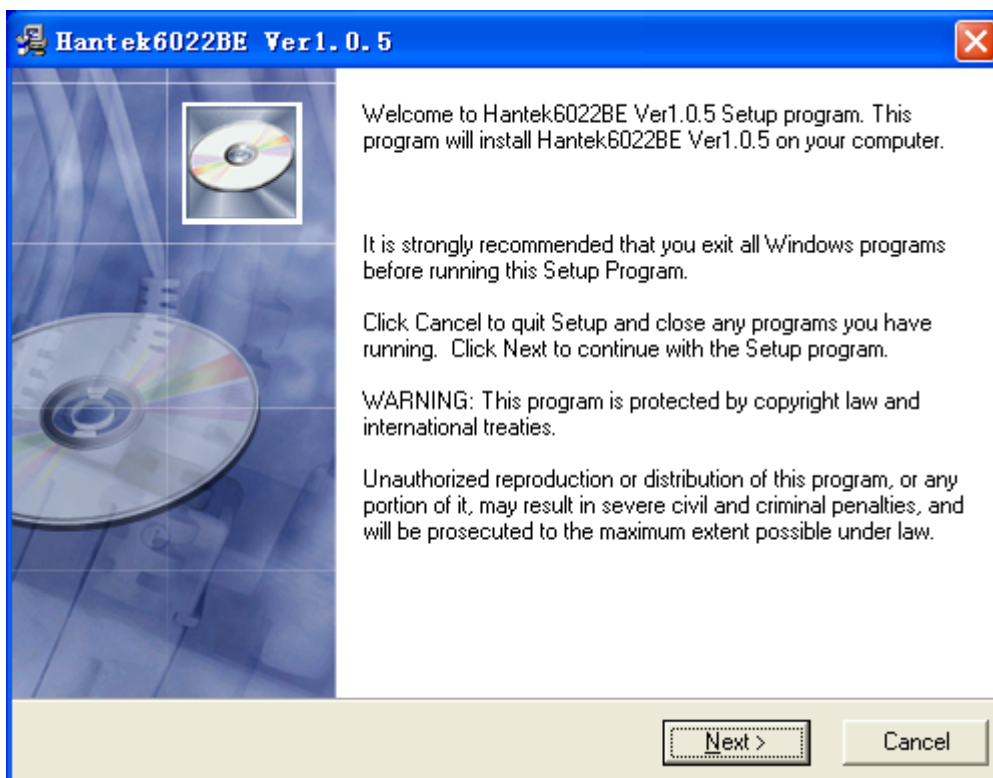 Hantek6022BE Ver1.0.5
Welcome to Hantek6022BE Ver1.0.5 Setup program. This
program will install Hantek6022BE Ver1.0.5 on your computer.
It is strongly recommended that you exit all Windows programs
before running this Setup Program.
Click Cancel to quit Setup and close any programs you have
running.  Click Next to continue with the Setup program.
WARNING: This program is protected by copyright law and
international treaties.
Unauthorized reproduction or distribution of this program, or any
portion of it, may result in severe civil and criminal penalties, and
will be prosecuted to the maximum extent possible under law.
Next >
Cancel